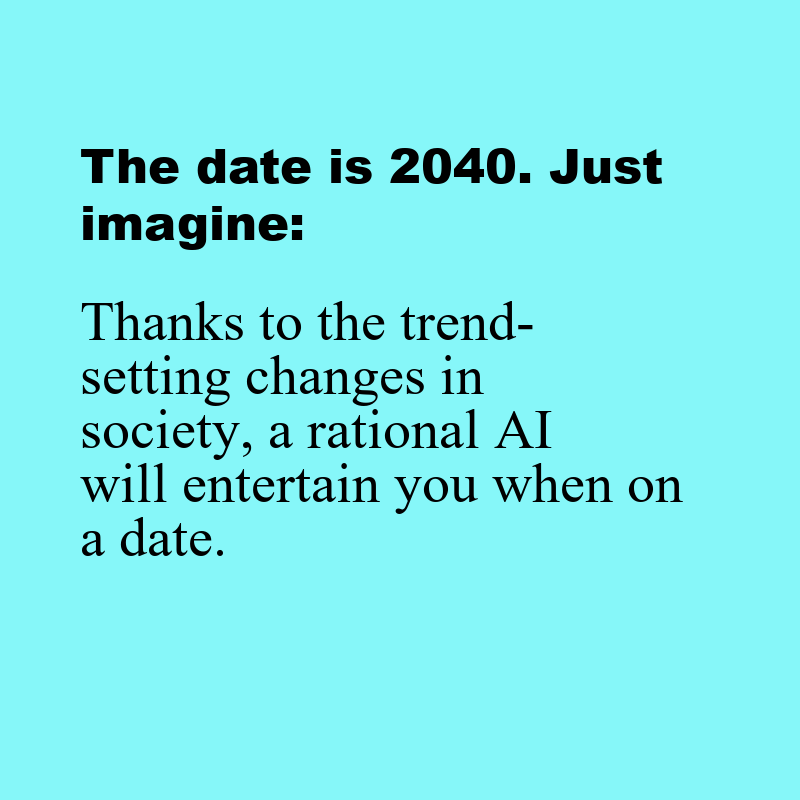 The date is 2040. Just
imagine:
Thanks to the trend-
setting changes in
society, a rational AI
will entertain you when on
a date.